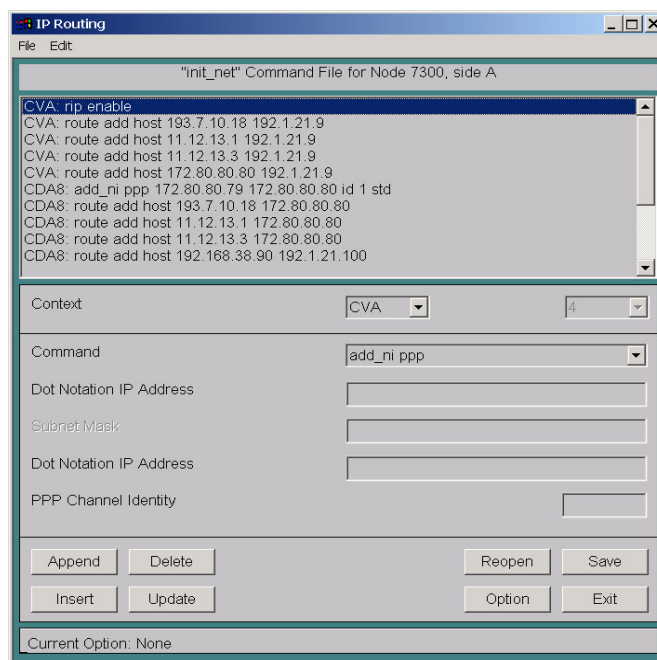 IP Routing
File Edit
"init_net" Command File for Node 7300, side A
CVA: rip enable
CVA: route add host 193.7.10.18 192.1.21.9
CVA: route add host 11.12.13.1 192.1.21.9
CVA: route add host 11.12.13.3 192.1.21.9
CVA: route add host 172.80.80.80 192.1.21.9
CDA8: add_ni ppp 172.80.80.79 172.80.80.80 id 1 std
CDA8: route add host 193.7.10.18 172.80.80.80
CDA8: route add host 11.12.13.1 172.80.80.80
CDA8: route add host 11.12.13.3 172.80.80.80
CDA8: route add host 192.168.38.90 192.1.21.100
Context CVA 4
Command add_ni ppp
Dot Notation IP Address
Subnet Mask
Dot Notation IP Address
PPP Channel Identity
Append Delete Reopen Save
Insert Update Option Exit
Current Option: None